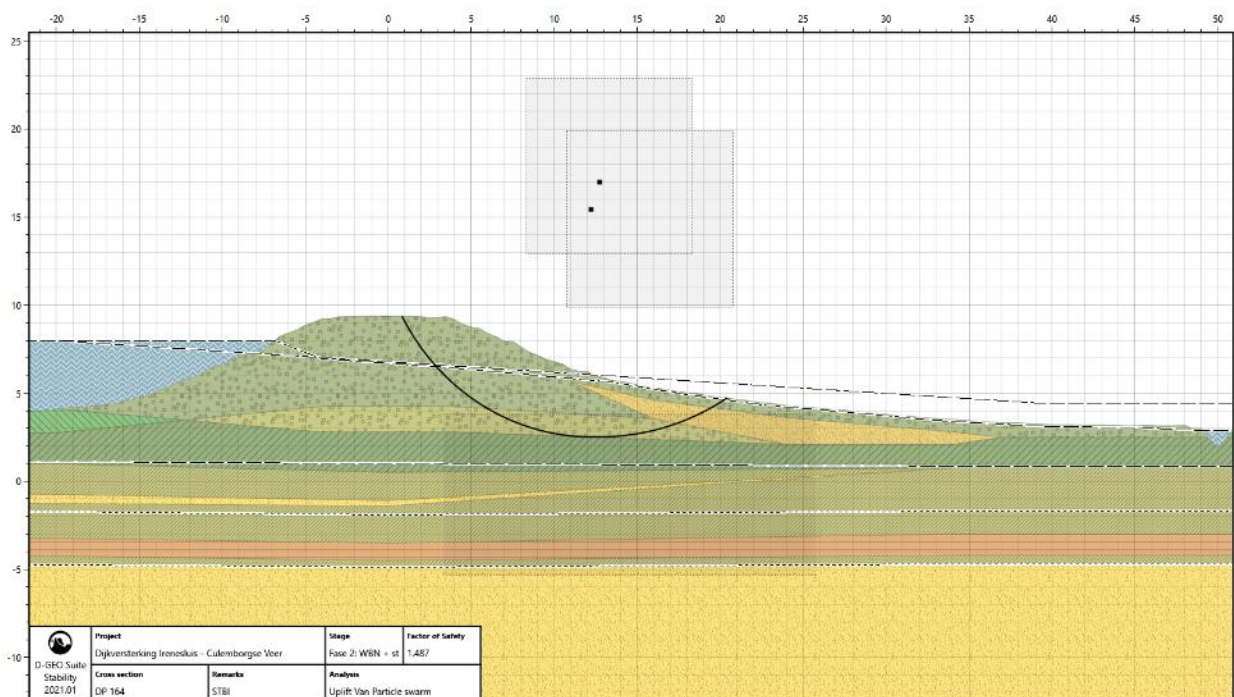 -20 -15 -10 -5 0 5 10 15 20 25 30 35 40 45 50
25
20
15
10
5
0
-5
-10
D-GEO Suite
Stability
2021.01
Project
Dijkversterking Irenesluis - Culemborgse Veer
Stage
Fase 2: WBN + st
Factor of Safety
1.487
Cross section
DP 164
Remarks
STBI
Analysis
Uplift Van Particle swarm